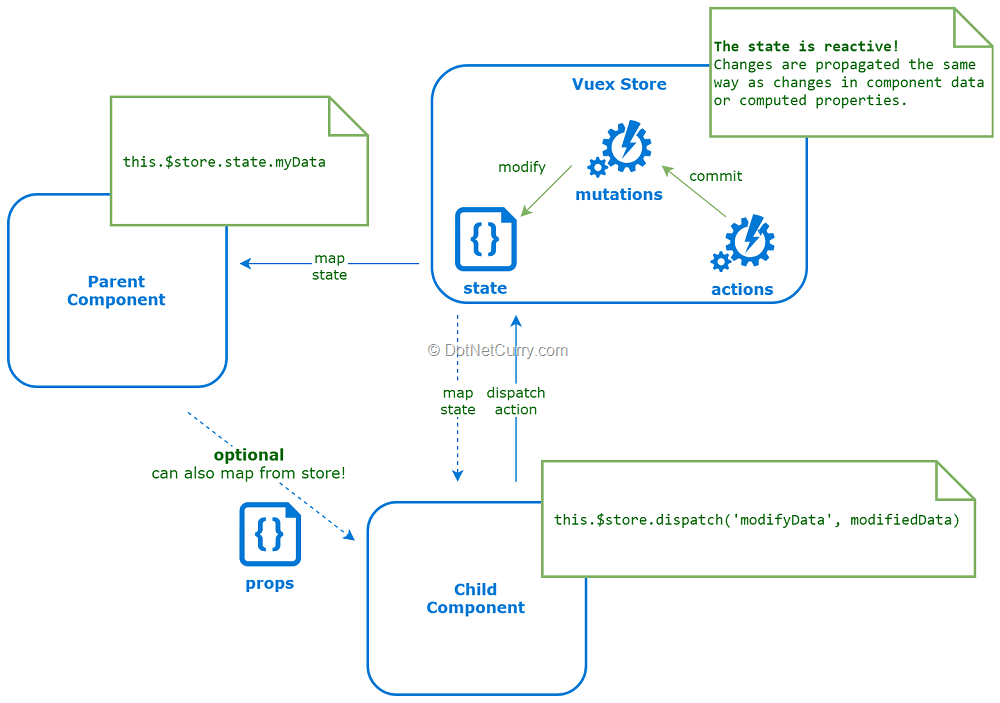 The state is reactive!
Changes are propagated the same
way as changes in component data
or computed properties.
Vuex Store
this.$store.state.myData
modify
mutations
commit
state
actions
Parent
Component
map
state
© DotNetCurry.com
map
state
dispatch
action
optional
can also map from store!
props
this.$store.dispatch('modifyData', modifiedData)
Child
Component